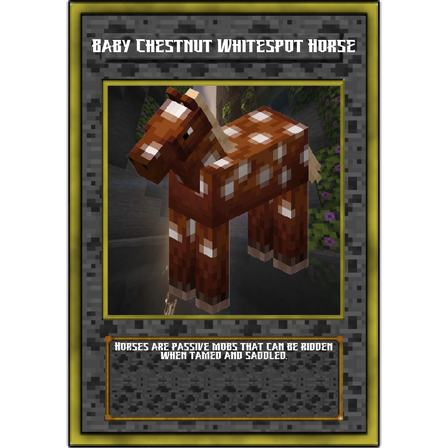 Baby Chestnut Whitespot Horse
Horses are passive mobs that can be ridden
when tamed and saddled.